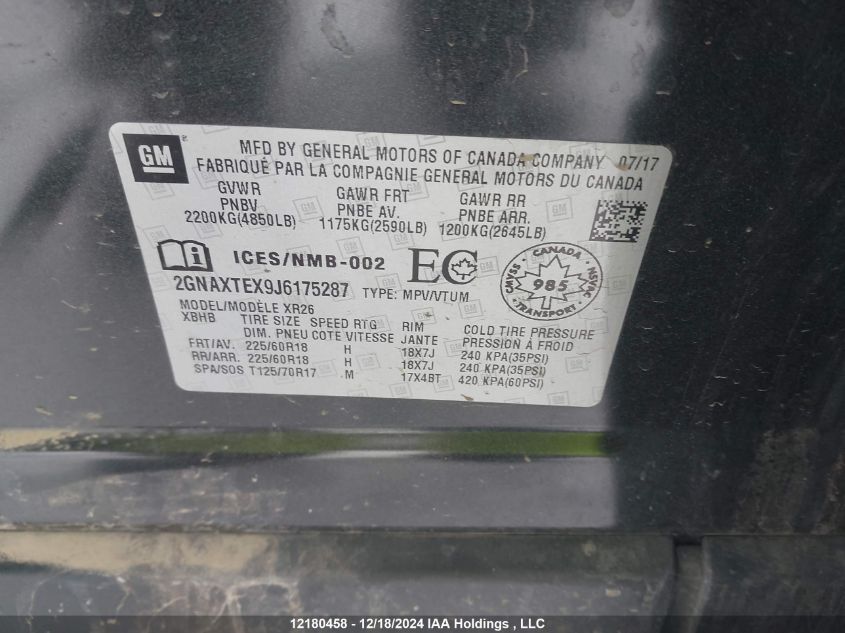 GM
MFD BY GENERAL MOTORS OF CANADA COMPANY 07/17
FABRIQUÉ PAR LA COMPAGNIE GENERAL MOTORS DU CANADA
GVWR GAWR FRT GAWR RR
PNBV PNBE AV. PNBE ARR.
2200KG(4850LB) 1175KG(2590LB) 1200KG(2645LB)
i ICES/NMB-002 EC
CANADA
CMVSS 985 NSVAC
TRANSPORT
2GNAXTEX9J6175287 TYPE: MPV/VTUM
MODEL/MODÈLE XR26
XBHB TIRE SIZE SPEED RTG RIM COLD TIRE PRESSURE
DIM. PNEU COTE VITESSE JANTE PRESSION À FROID
FRT/AV. 225/60R18 H 18X7J 240 KPA(35PSI)
RR/ARR. 225/60R18 H 18X7J 240 KPA(35PSI)
SPA/SOS T125/70R17 M 17X4BT 420 KPA(60PSI)
12180458 - 12/18/2024 IAA Holdings , LLC